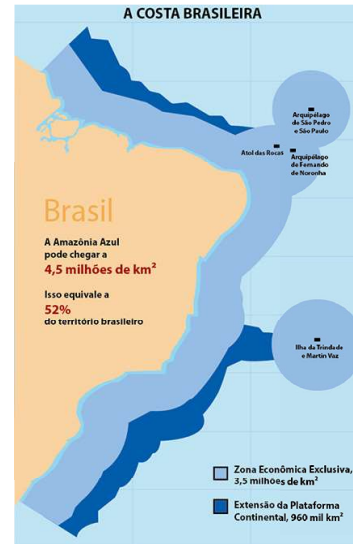 A COSTA BRASILEIRA
Arquipélago
de São Pedro
e São Paulo
Atol das Rocas
Arquipélago
de Fernando
de Noronha
Brasil
A Amazônia Azul
pode chegar a
4,5 milhões de km²
Isso equivale a
52%
do território brasileiro
Ilha da Trindade
e Martin Vaz
Zona Econômica Exclusiva,
3,5 milhões de km²
Extensão da Plataforma
Continental, 960 mil km²